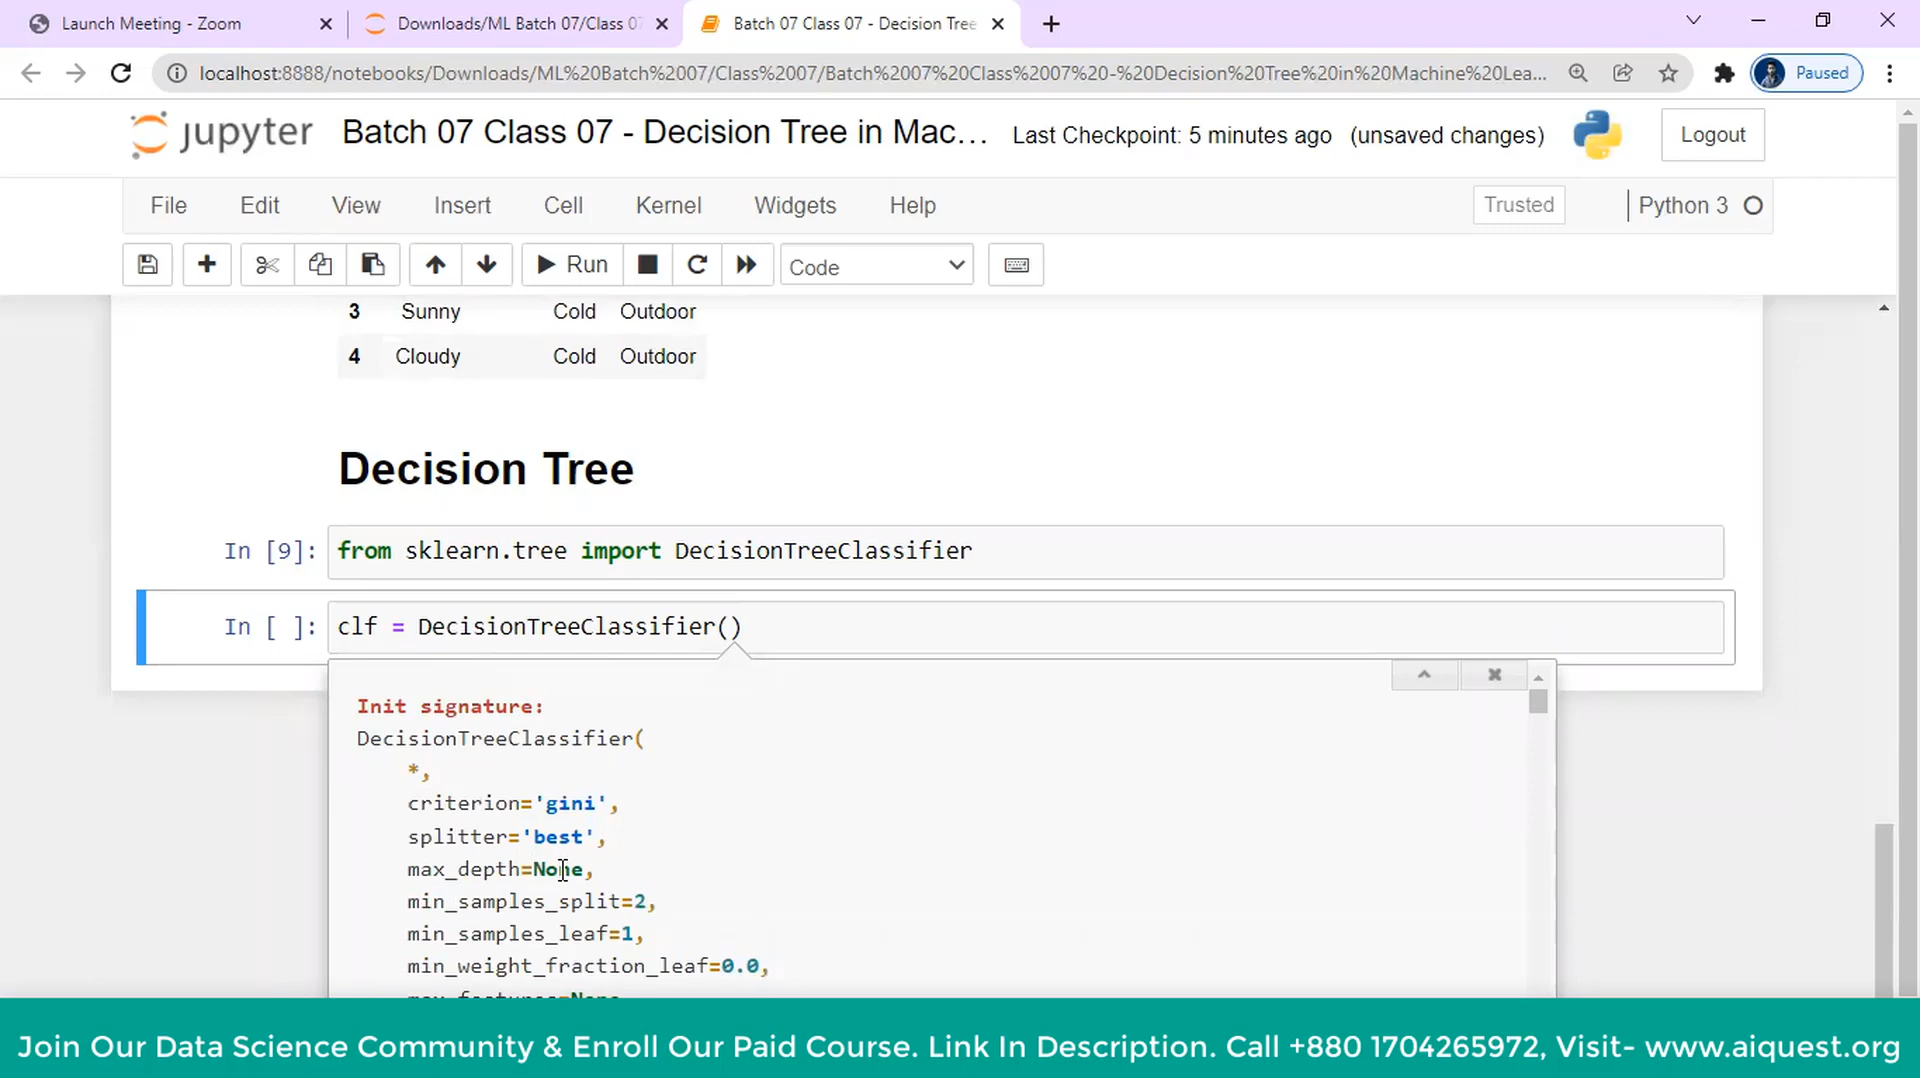 Launch Meeting - Zoom
Downloads/ML Batch 07/Class 07
Batch 07 Class 07 - Decision Tree
localhost:8888/notebooks/Downloads/ML%20Batch%2007/Class%2007/Batch%2007%20Class%2007%20-%20Decision%20Tree%20in%20Machine%20Lea...
Paused
jupyter Batch 07 Class 07 - Decision Tree in Mac... Last Checkpoint: 5 minutes ago (unsaved changes)
Logout
File Edit View Insert Cell Kernel Widgets Help
Trusted
Python 3
Run
Code
3 Sunny Cold Outdoor
4 Cloudy Cold Outdoor
Decision Tree
In [9]: from sklearn.tree import DecisionTreeClassifier
In [ ]: clf = DecisionTreeClassifier()
Init signature:
DecisionTreeClassifier(
*,
criterion='gini',
splitter='best',
max_depth=None,
min_samples_split=2,
min_samples_leaf=1,
min_weight_fraction_leaf=0.0,
max_features=None,
Join Our Data Science Community & Enroll Our Paid Course. Link In Description. Call +880 1704265972, Visit- www.aiquest.org